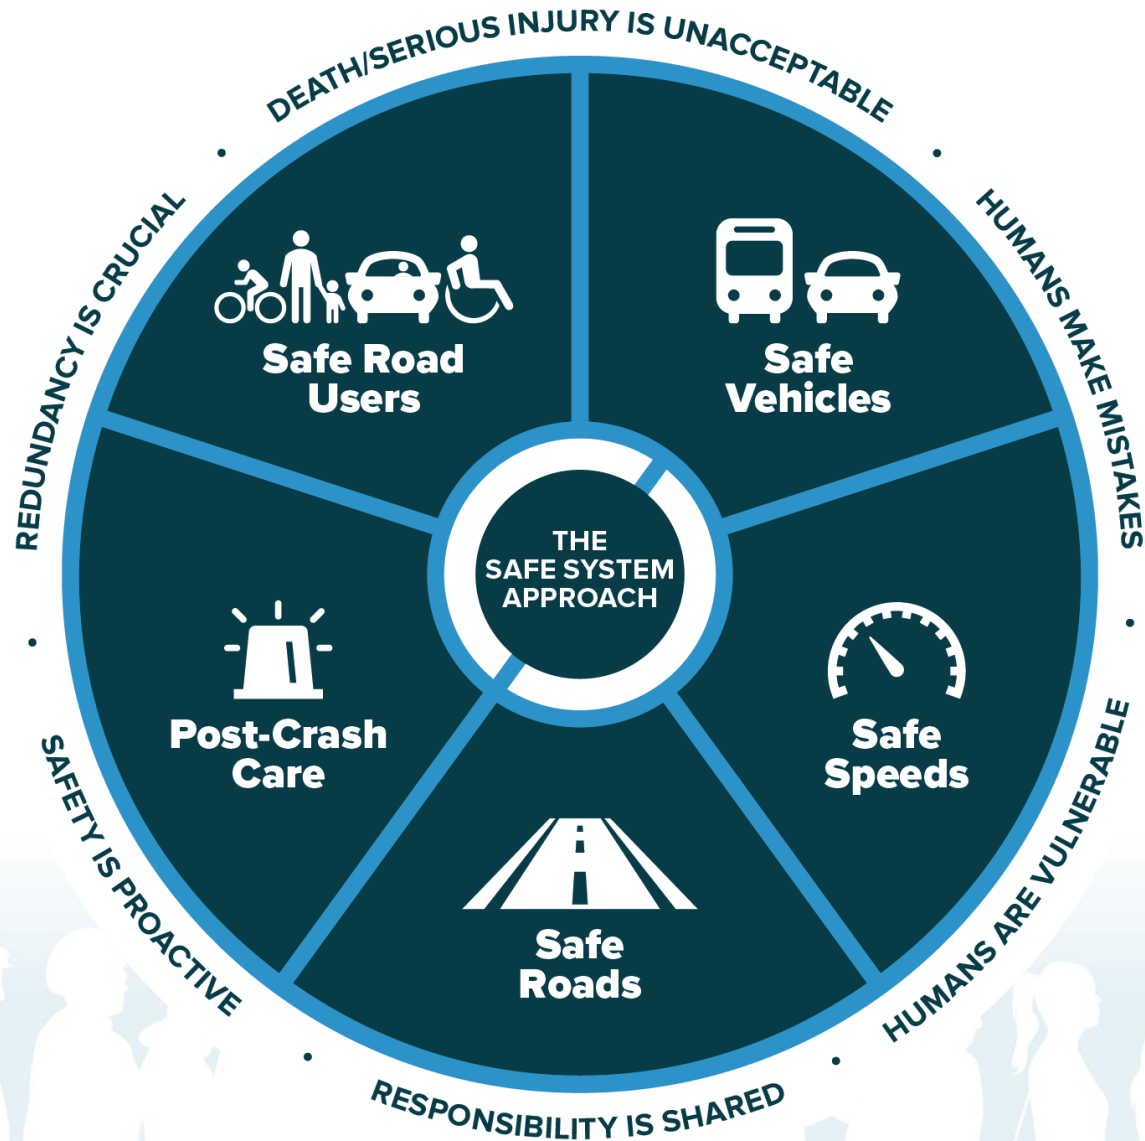 DEATH/SERIOUS INJURY IS UNACCEPTABLE
HUMANS MAKE MISTAKES
HUMANS ARE VULNERABLE
RESPONSIBILITY IS SHARED
SAFETY IS PROACTIVE
REDUNDANCY IS CRUCIAL
Safe Road
Users
Safe
Vehicles
Safe
Speeds
Safe
Roads
Post-Crash
Care
THE
SAFE SYSTEM
APPROACH